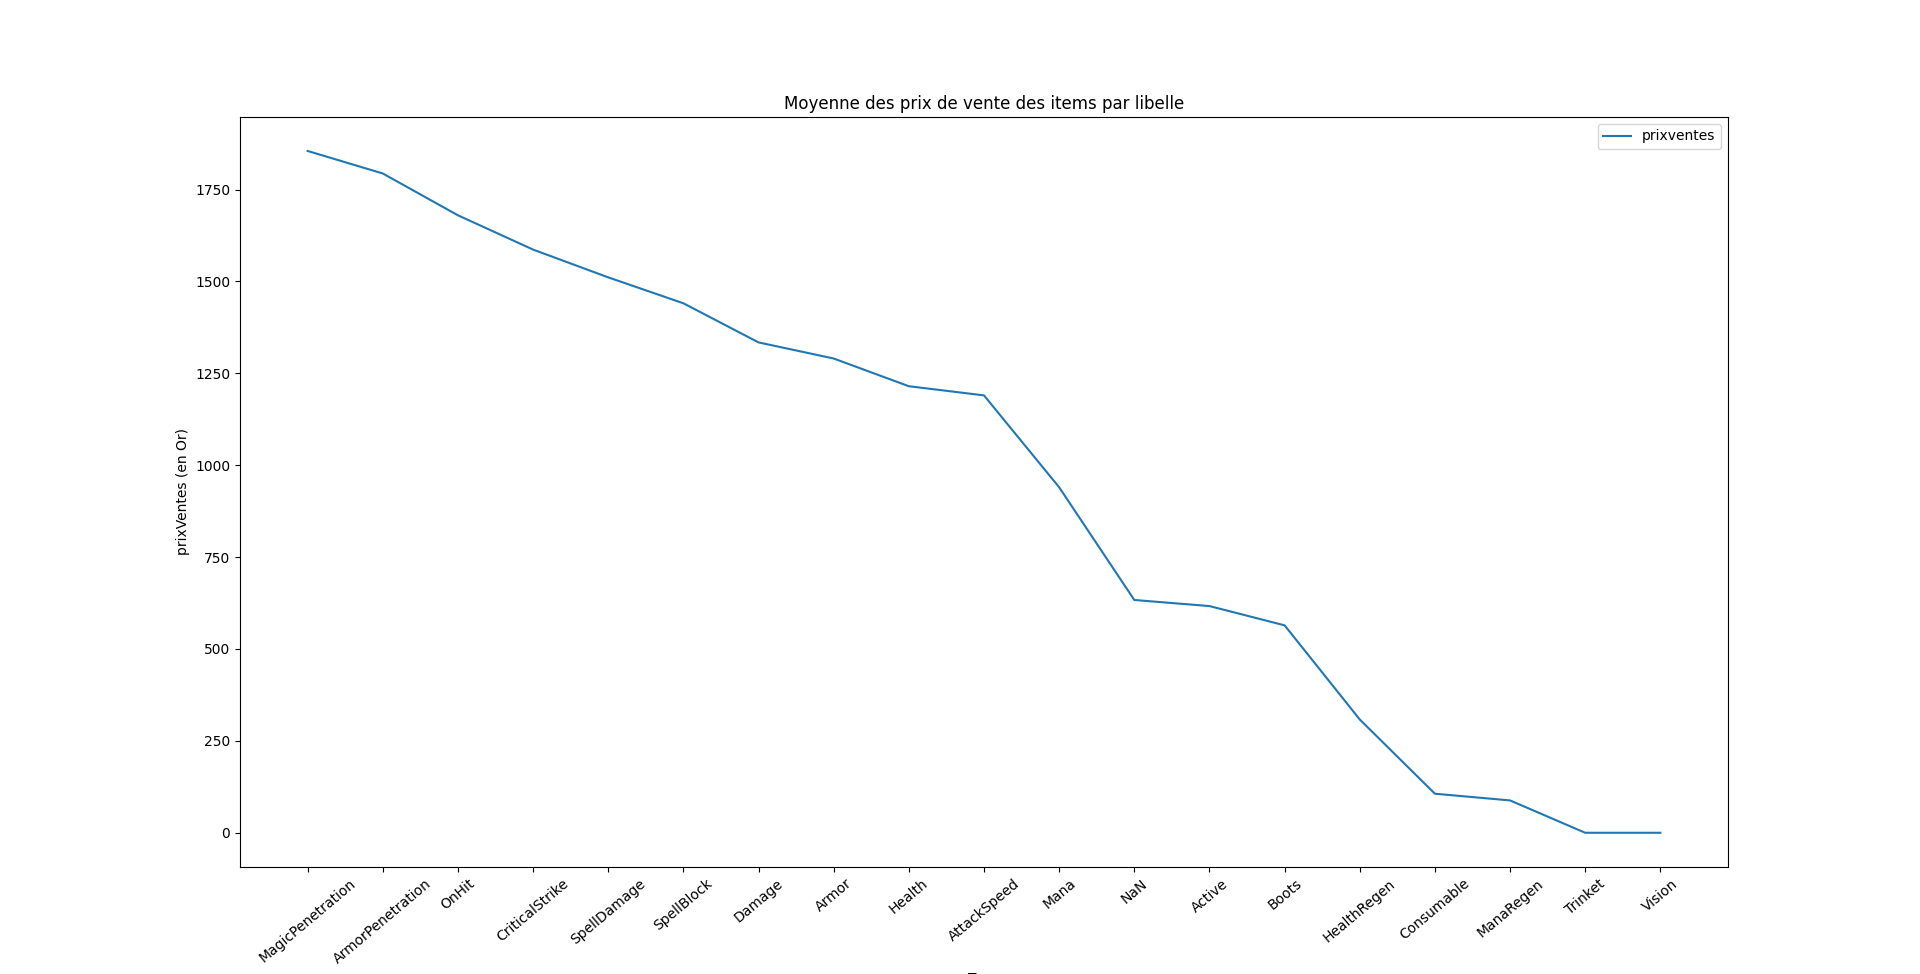 Moyenne des prix de vente des items par libelle
prixventes
prixVentes (en Or)
1750
1500
1250
1000
750
500
250
0
MagicPenetration
ArmorPenetration
OnHit
CriticalStrike
SpellDamage
SpellBlock
Damage
Armor
Health
AttackSpeed
Mana
NaN
Active
Boots
HealthRegen
Consumable
ManaRegen
Trinket
Vision